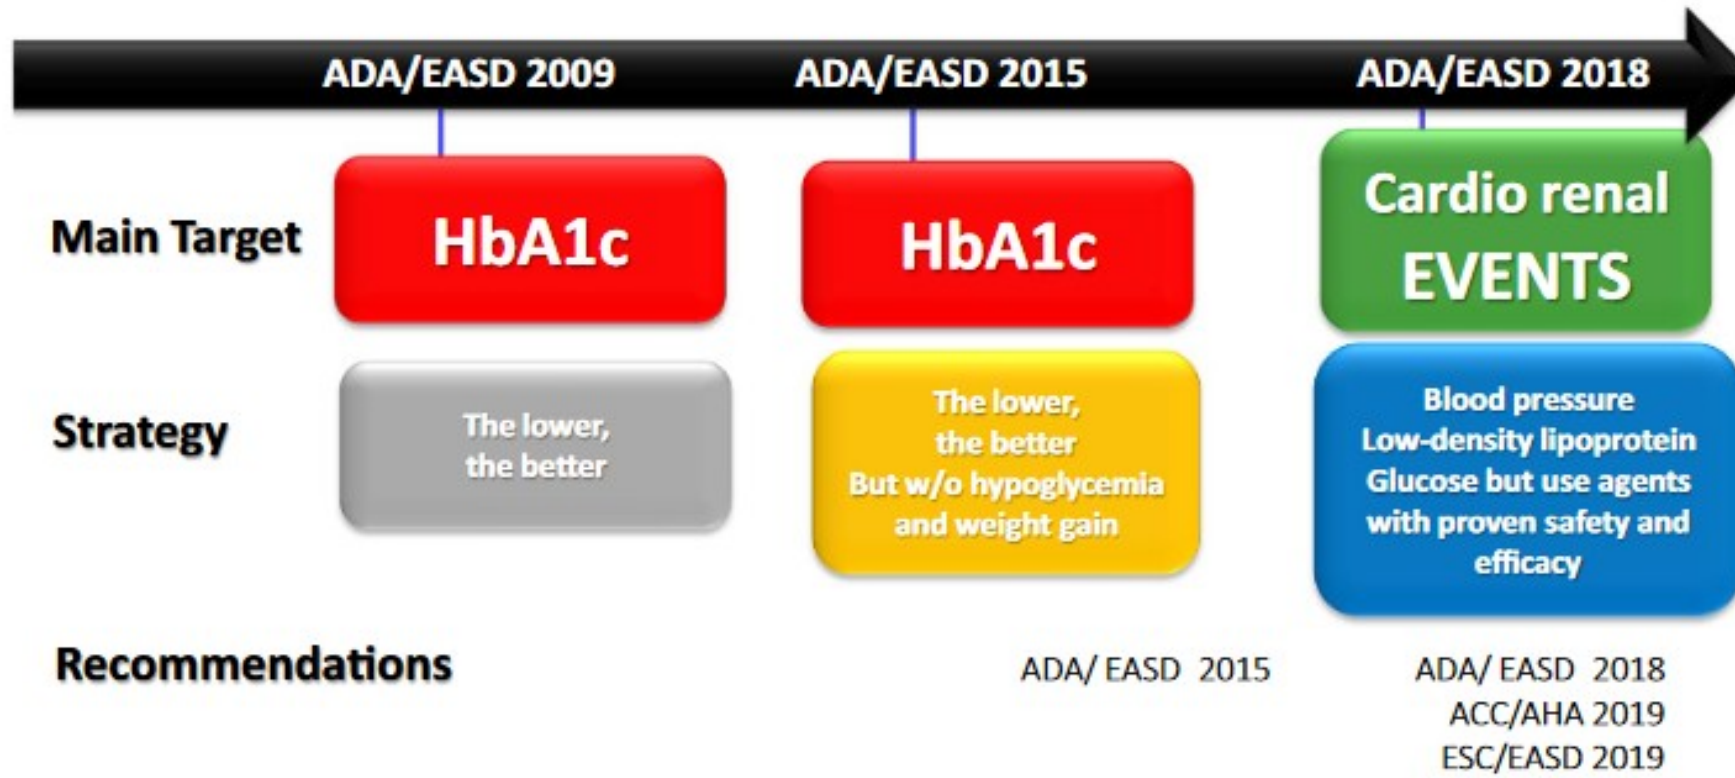 ADA/EASD 2009
ADA/EASD 2015
ADA/EASD 2018
Main Target
HbA1c
HbA1c
Cardio renal
EVENTS
Strategy
The lower,
the better
The lower,
the better
But w/o hypoglycemia
and weight gain
Blood pressure
Low-density lipoprotein
Glucose but use agents
with proven safety and
efficacy
Recommendations
ADA/ EASD 2015
ADA/ EASD 2018
ACC/AHA 2019
ESC/EASD 2019